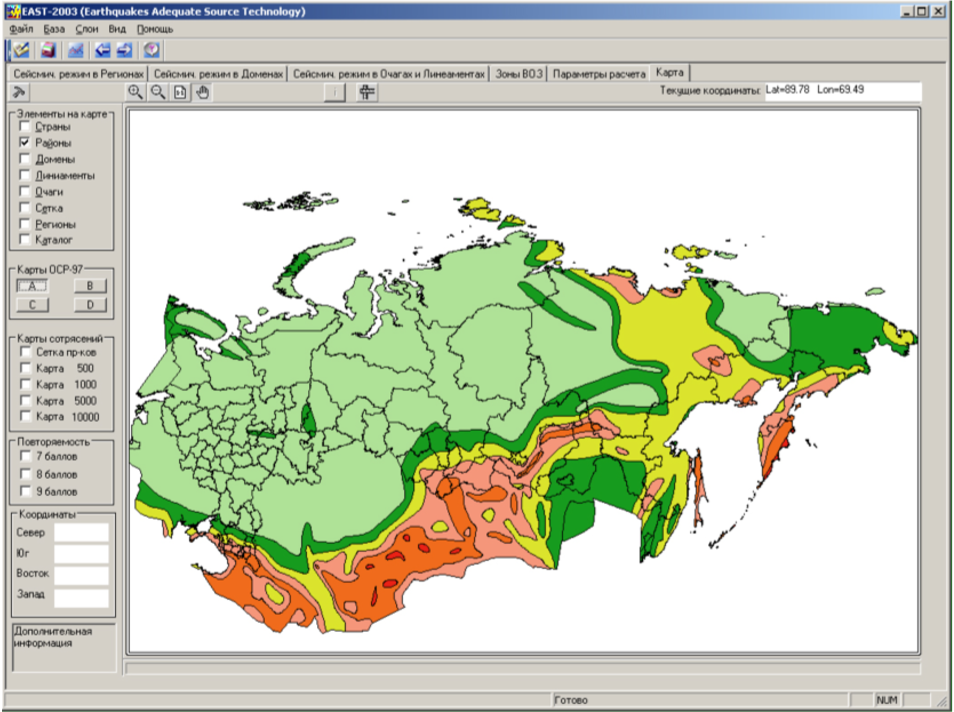 EAST-2003 (Earthquakes Adequate Source Technology)
Файл База Слои Вид Помощь
Сейсмич. режим в Регионах Сейсмич. режим в Доменах Сейсмич. режим в Очагах и Линеаментах Зоны ВОЗ Параметры расчета Карта
1:1
Текущие координаты: Lat=89.78 Lon=69.49
Элементы на карте
Страны
Районы
Домены
Линиаменты
Очаги
Сетка
Регионы
Каталог
Карты ОСР-97
A B
C D
Карты сотрясений
Сетка пр-ков
Карта 500
Карта 1000
Карта 5000
Карта 10000
Повторяемость
7 баллов
8 баллов
9 баллов
Координаты
Север
Юг
Восток
Запад
Дополнительная
информация
Готово NUM